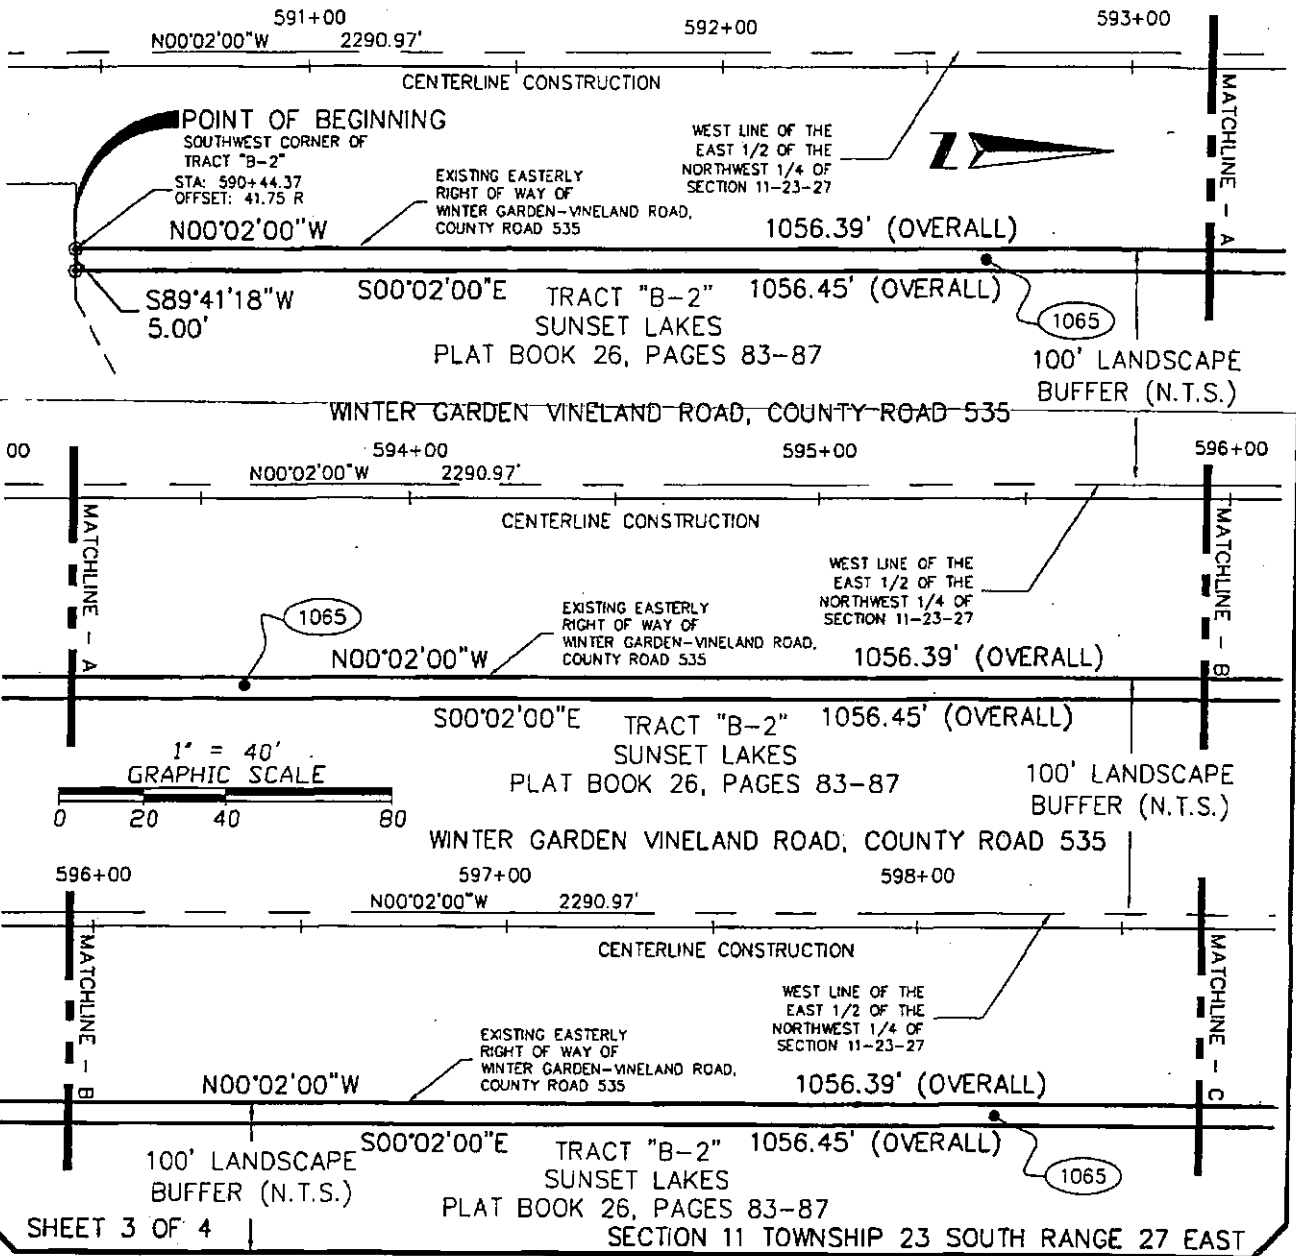 591+00
592+00
593+00
N00°02'00"W 2290.97'
CENTERLINE CONSTRUCTION
MATCHLINE - A
POINT OF BEGINNING
SOUTHWEST CORNER OF
TRACT "B-2"
STA: 590+44.37
OFFSET: 41.75 R
EXISTING EASTERLY
RIGHT OF WAY OF
WINTER GARDEN-VINELAND ROAD,
COUNTY ROAD 535
WEST LINE OF THE
EAST 1/2 OF THE
NORTHWEST 1/4 OF
SECTION 11-23-27
Z
N00°02'00"W
1056.39' (OVERALL)
S89°41'18"W
5.00'
S00°02'00"E
TRACT "B-2"
SUNSET LAKES
PLAT BOOK 26, PAGES 83-87
1056.45' (OVERALL)
1065
100' LANDSCAPE
BUFFER (N.T.S.)
WINTER GARDEN VINELAND ROAD, COUNTY ROAD 535
00
594+00
595+00
596+00
N00°02'00"W 2290.97'
CENTERLINE CONSTRUCTION
MATCHLINE - A
MATCHLINE - B
WEST LINE OF THE
EAST 1/2 OF THE
NORTHWEST 1/4 OF
SECTION 11-23-27
1065
EXISTING EASTERLY
RIGHT OF WAY OF
WINTER GARDEN-VINELAND ROAD,
COUNTY ROAD 535
N00°02'00"W
1056.39' (OVERALL)
S00°02'00"E
TRACT "B-2"
SUNSET LAKES
PLAT BOOK 26, PAGES 83-87
1056.45' (OVERALL)
1" = 40'
GRAPHIC SCALE
0 20 40 80
100' LANDSCAPE
BUFFER (N.T.S.)
WINTER GARDEN VINELAND ROAD, COUNTY ROAD 535
596+00
597+00
598+00
N00°02'00"W 2290.97'
CENTERLINE CONSTRUCTION
MATCHLINE - B
MATCHLINE - C
WEST LINE OF THE
EAST 1/2 OF THE
NORTHWEST 1/4 OF
SECTION 11-23-27
EXISTING EASTERLY
RIGHT OF WAY OF
WINTER GARDEN-VINELAND ROAD,
COUNTY ROAD 535
N00°02'00"W
1056.39' (OVERALL)
S00°02'00"E
TRACT "B-2"
SUNSET LAKES
PLAT BOOK 26, PAGES 83-87
1056.45' (OVERALL)
1065
100' LANDSCAPE
BUFFER (N.T.S.)
SHEET 3 OF 4
SECTION 11 TOWNSHIP 23 SOUTH RANGE 27 EAST